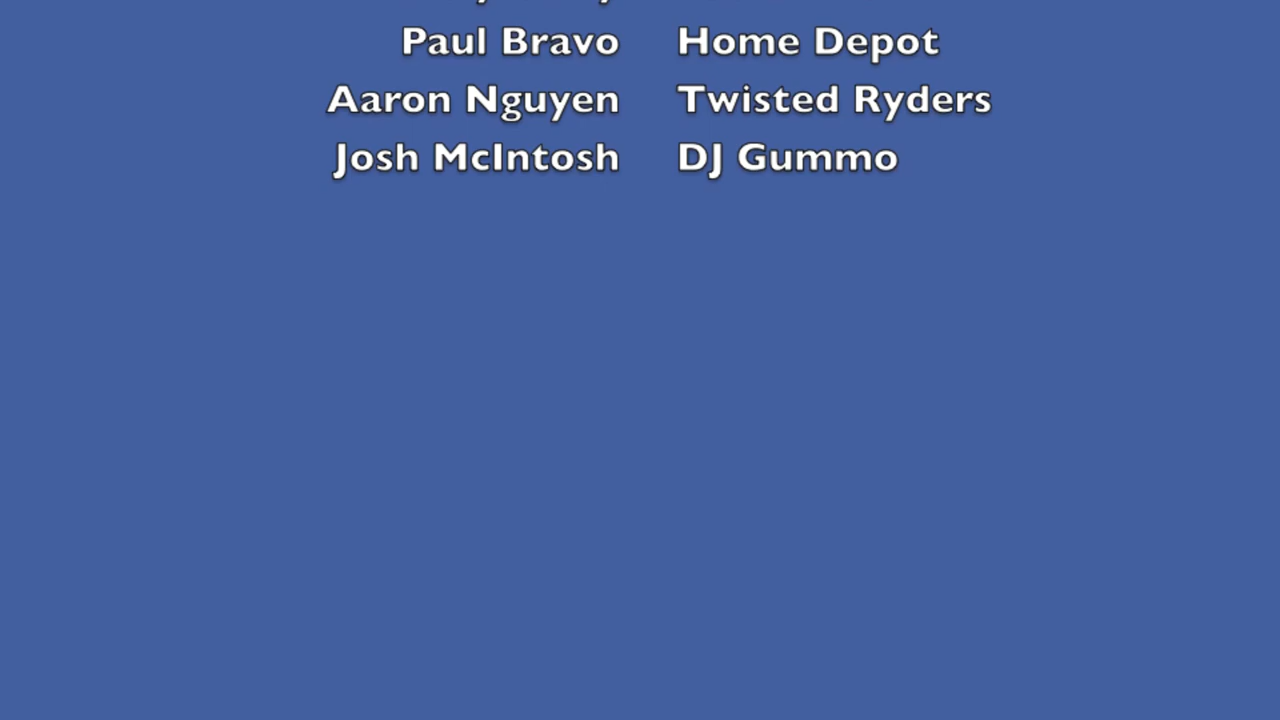 Paul Bravo Home Depot
Aaron Nguyen Twisted Ryders
Josh McIntosh DJ Gummo